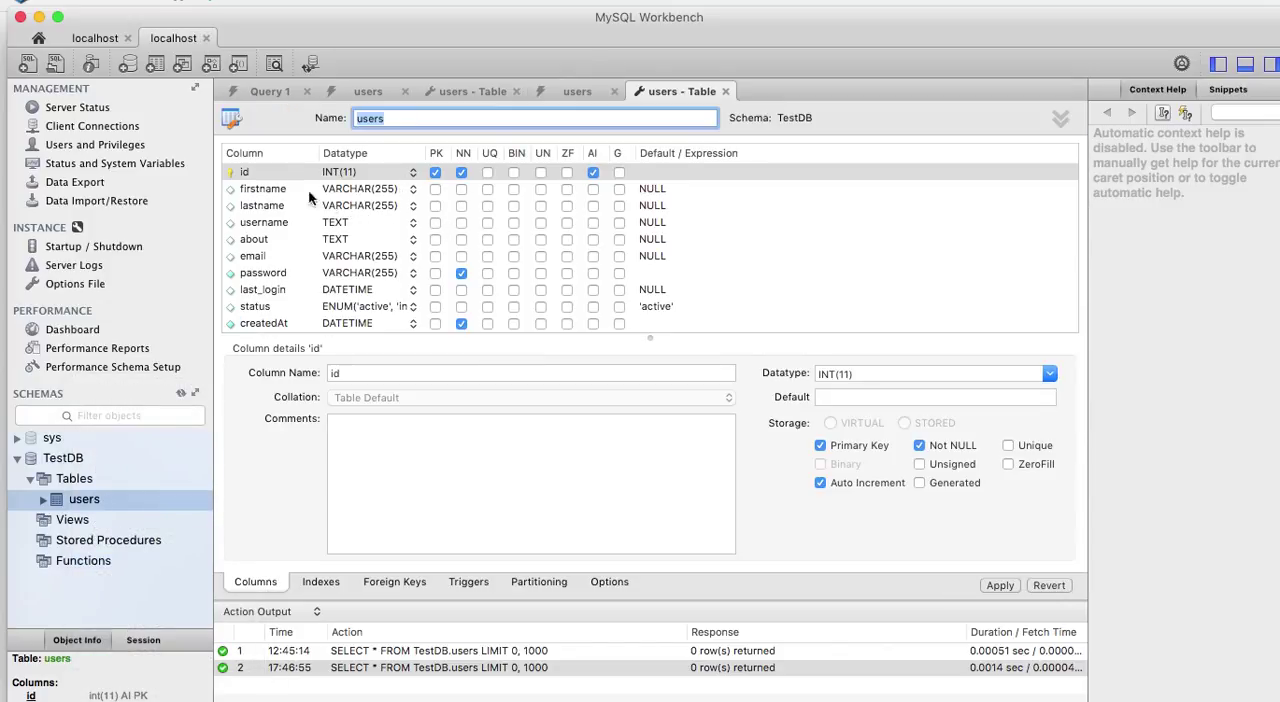 MySQL Workbench
localhost
localhost
MANAGEMENT
Server Status
Client Connections
Users and Privileges
Status and System Variables
Data Export
Data Import/Restore
INSTANCE
Startup / Shutdown
Server Logs
Options File
PERFORMANCE
Dashboard
Performance Reports
Performance Schema Setup
SCHEMAS
Filter objects
sys
TestDB
Tables
users
Views
Stored Procedures
Functions
Object Info Session
Table: users
Columns:
id int(11) AI PK
Query 1 users users - Table users users - Table
Name: users Schema: TestDB
Column Datatype PK NN UQ BIN UN ZF AI G Default / Expression
id INT(11)
firstname VARCHAR(255) NULL
lastname VARCHAR(255) NULL
username TEXT NULL
about TEXT NULL
email VARCHAR(255) NULL
password VARCHAR(255)
last_login DATETIME NULL
status ENUM('active', 'in 'active'
createdAt DATETIME
Column details 'id'
Column Name: id
Collation: Table Default
Comments:
Datatype: INT(11)
Default
Storage: VIRTUAL STORED
Primary Key Not NULL Unique
Binary Unsigned ZeroFill
Auto Increment Generated
Columns Indexes Foreign Keys Triggers Partitioning Options
Apply Revert
Action Output
Time Action Response Duration / Fetch Time
1 12:45:14 SELECT * FROM TestDB.users LIMIT 0, 1000 0 row(s) returned 0.00051 sec / 0.0000...
2 17:46:55 SELECT * FROM TestDB.users LIMIT 0, 1000 0 row(s) returned 0.0014 sec / 0.00004...
Context Help Snippets
Automatic context help is
disabled. Use the toolbar to
manually get help for the curren
caret position or to toggle
automatic help.